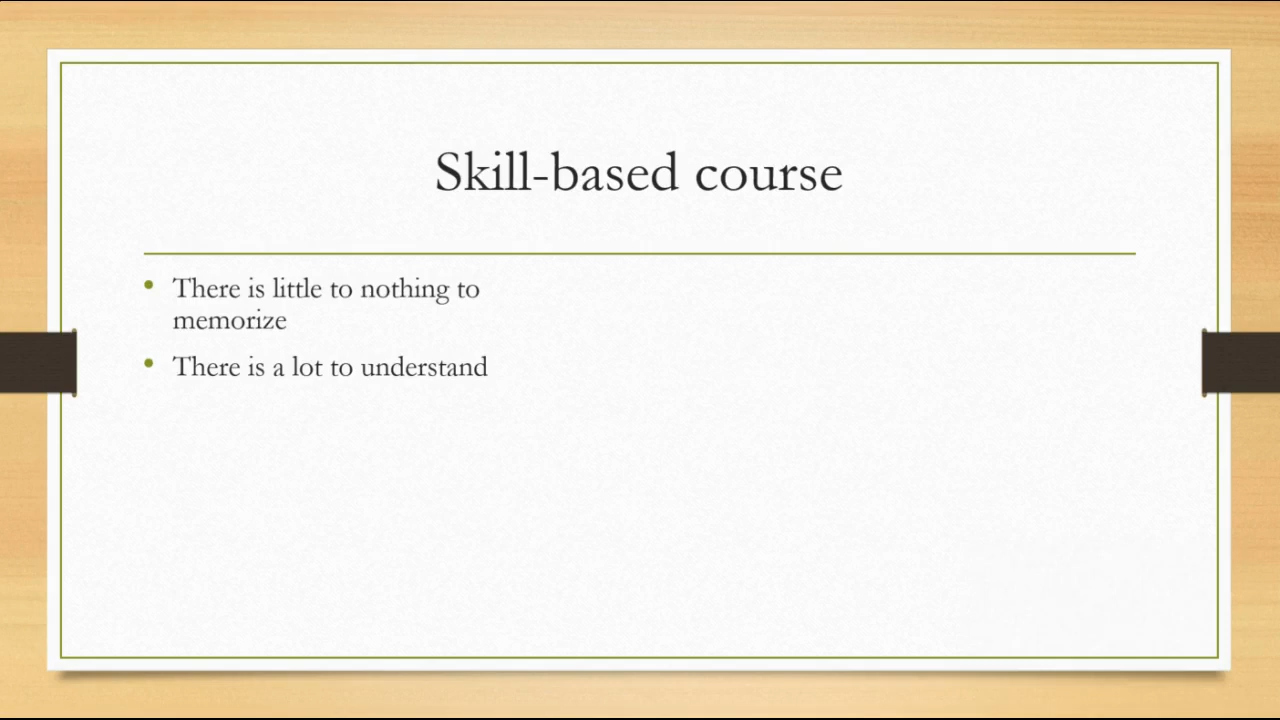 Skill-based course
• There is little to nothing to
memorize
• There is a lot to understand